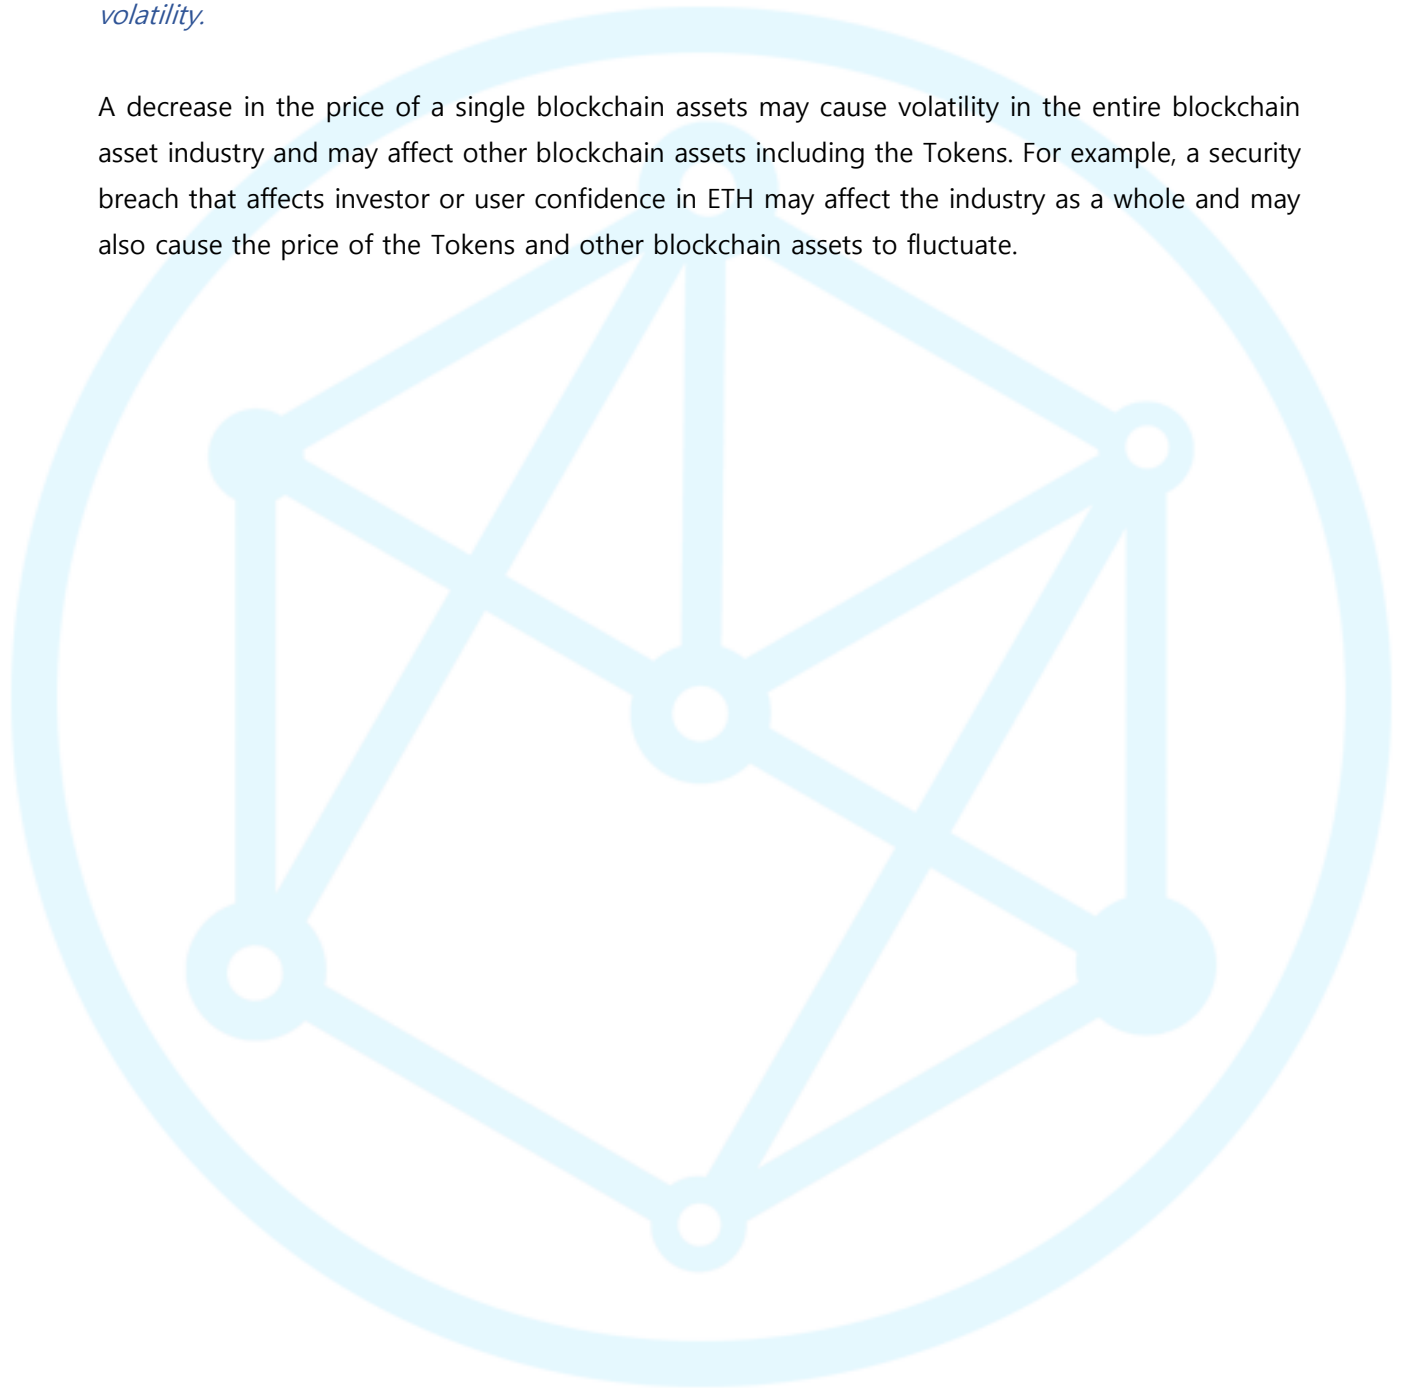 volatility.
A decrease in the price of a single blockchain assets may cause volatility in the entire blockchain
asset industry and may affect other blockchain assets including the Tokens. For example, a security
breach that affects investor or user confidence in ETH may affect the industry as a whole and may
also cause the price of the Tokens and other blockchain assets to fluctuate.